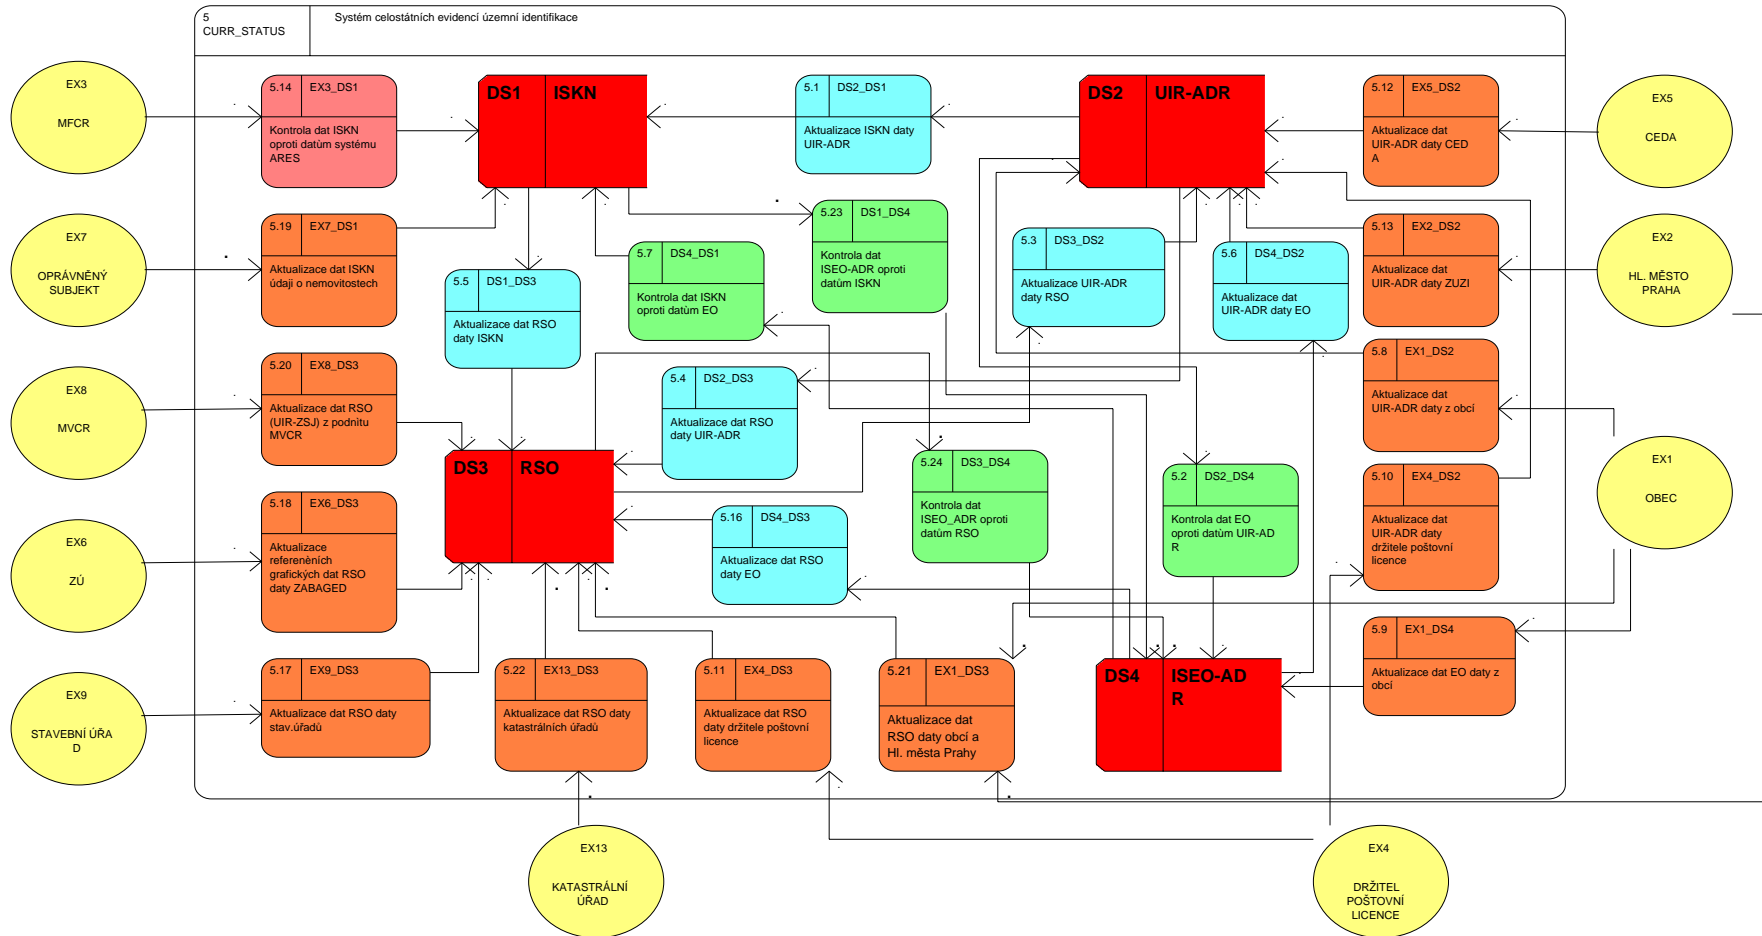 5
CURR_STATUS
Systém celostátních evidencí územní identifikace
EX3
MFCR
5.14
EX3_DS1
Kontrola dat ISKN
oproti datům systému
ARES
DS1
ISKN
5.1
DS2_DS1
Aktualizace ISKN daty
UIR-ADR
DS2
UIR-ADR
5.12
EX5_DS2
Aktualizace dat
UIR-ADR daty CED
A
EX5
CEDA
EX7
OPRÁVNĚNÝ
SUBJEKT
5.19
EX7_DS1
Aktualizace dat ISKN
údaji o nemovitostech
5.5
DS1_DS3
Aktualizace dat RSO
daty ISKN
5.7
DS4_DS1
Kontrola dat ISKN
oproti datům EO
5.23
DS1_DS4
Kontrola dat
ISEO-ADR oproti
datům ISKN
5.3
DS3_DS2
Aktualizace UIR-ADR
daty RSO
5.6
DS4_DS2
Aktualizace dat
UIR-ADR daty EO
5.13
EX2_DS2
Aktualizace dat
UIR-ADR daty ZUZI
EX2
HL. MĚSTO
PRAHA
EX8
MVCR
5.20
EX8_DS3
Aktualizace dat RSO
(UIR-ZSJ) z podnitu
MVCR
5.4
DS2_DS3
Aktualizace dat RSO
daty UIR-ADR
5.8
EX1_DS2
Aktualizace dat
UIR-ADR daty z obcí
DS3
RSO
5.24
DS3_DS4
Kontrola dat
ISEO_ADR oproti
datům RSO
5.2
DS2_DS4
Kontrola dat EO
oproti datům UIR-AD
R
5.10
EX4_DS2
Aktualizace dat
UIR-ADR daty
držitele poštovní
licence
EX1
OBEC
EX6
ZÚ
5.18
EX6_DS3
Aktualizace
refereněních
grafických dat RSO
daty ZABAGED
5.16
DS4_DS3
Aktualizace dat RSO
daty EO
5.9
EX1_DS4
Aktualizace dat EO daty z
obcí
EX9
STAVEBNÍ ÚŘA
D
5.17
EX9_DS3
Aktualizace dat RSO daty
stav.úřadů
5.22
EX13_DS3
Aktualizace dat RSO daty
katastrálních úřadů
5.11
EX4_DS3
Aktualizace dat RSO
daty držitele poštovní
licence
5.21
EX1_DS3
Aktualizace dat
RSO daty obcí a
Hl. města Prahy
DS4
ISEO-AD
R
EX13
KATASTRÁLNÍ
ÚŘAD
EX4
DRŽITEL
POŠTOVNÍ
LICENCE